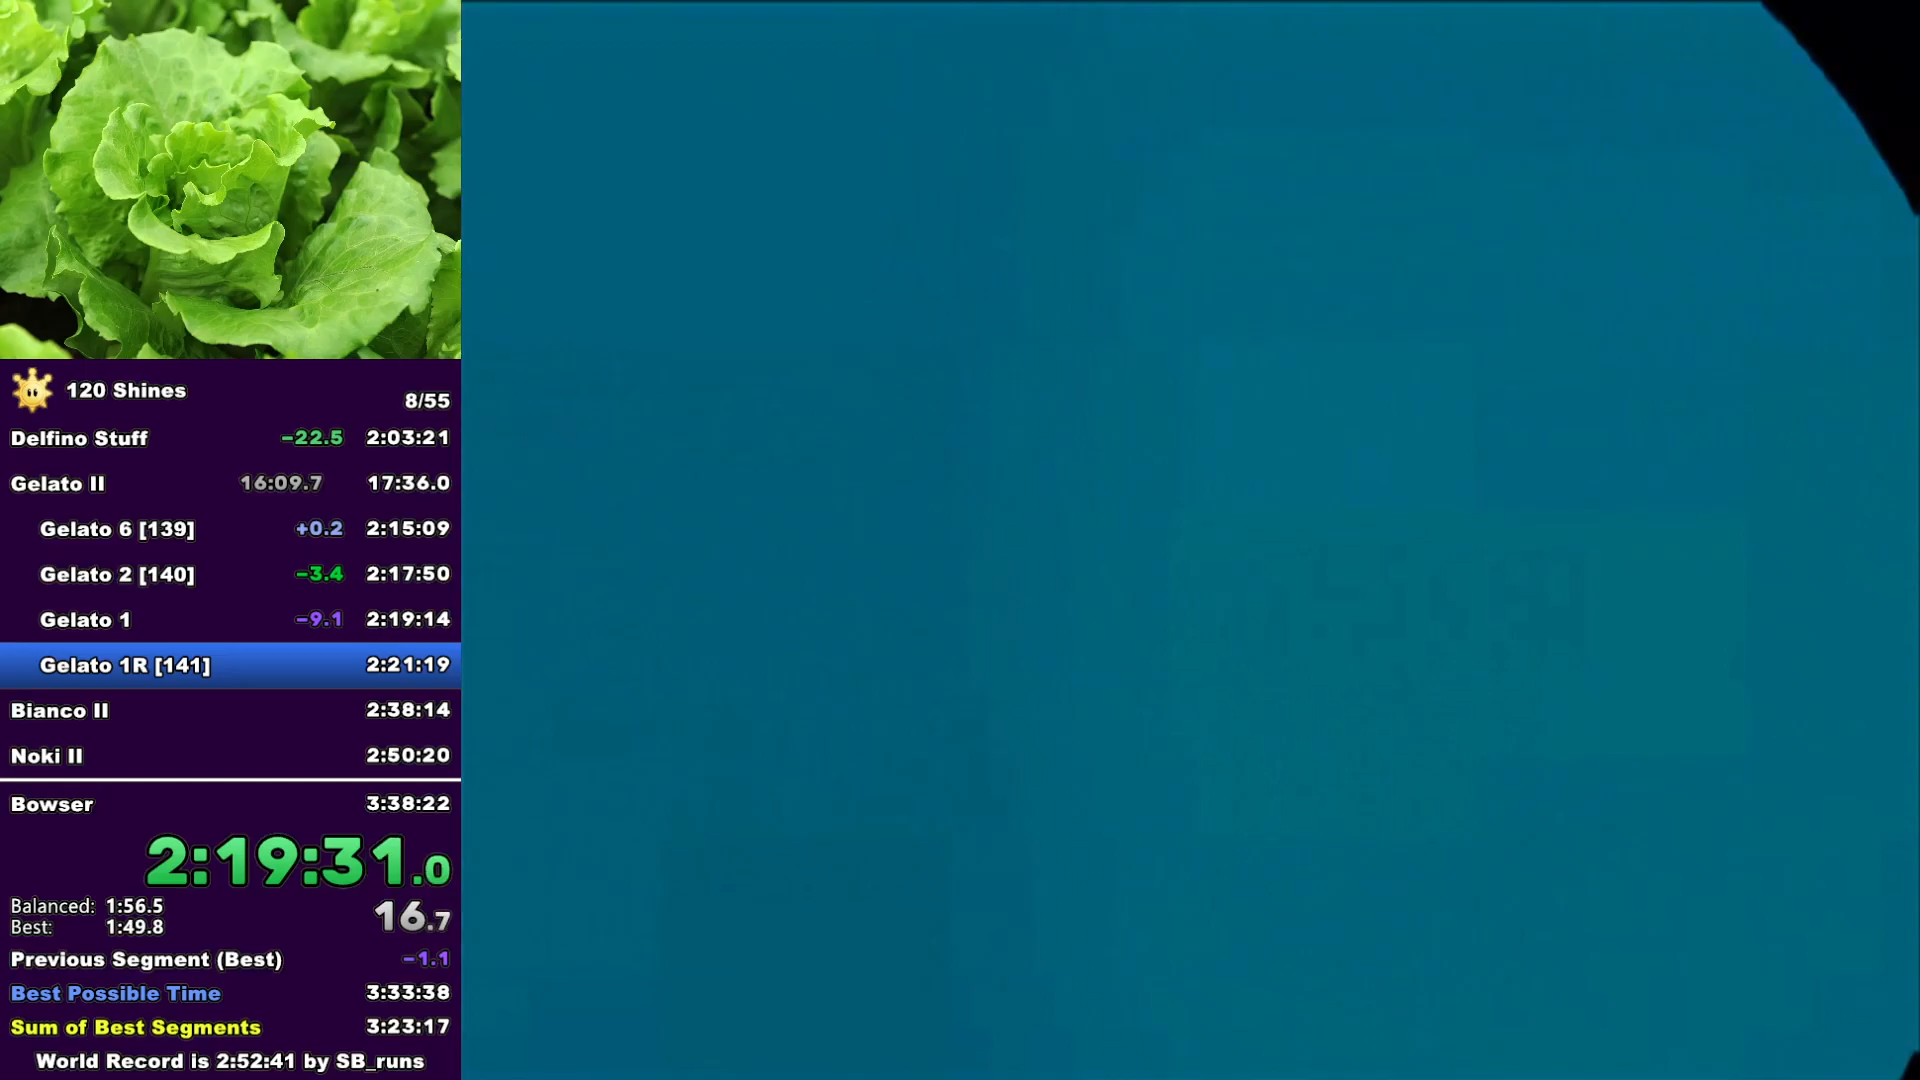 120 Shines
8/55
Delfino Stuff -22.5 2:03:21
Gelato II 16:09.7 17:36.0
Gelato 6 [139] +0.2 2:15:09
Gelato 2 [140] -3.4 2:17:50
Gelato 1 -9.1 2:19:14
Gelato 1R [141] 2:21:19
Bianco II 2:38:14
Noki II 2:50:20
Bowser 3:38:22
2:19:31.0
Balanced: 1:56.5
Best: 1:49.8
16.7
Previous Segment (Best) -1.1
Best Possible Time 3:33:38
Sum of Best Segments 3:23:17
World Record is 2:52:41 by SB_runs